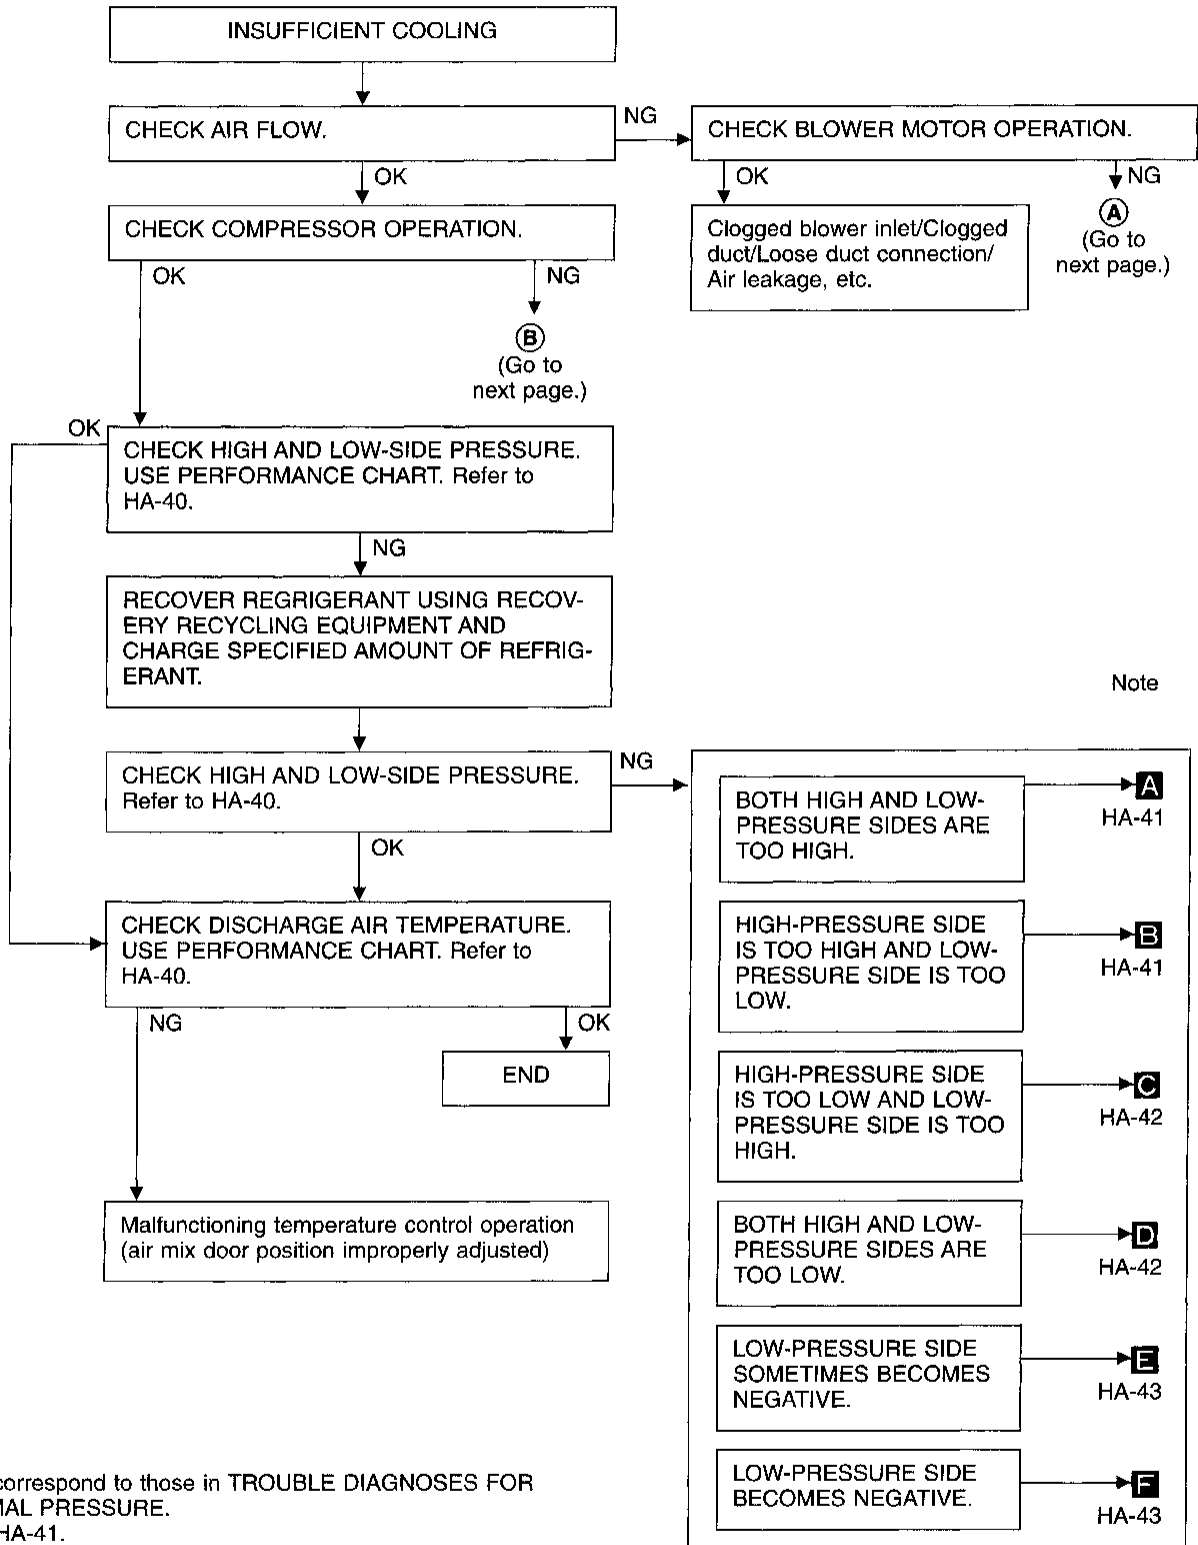 INSUFFICIENT COOLING
CHECK AIR FLOW.
NG
CHECK BLOWER MOTOR OPERATION.
OK
OK
NG
CHECK COMPRESSOR OPERATION.
Clogged blower inlet/Clogged
duct/Loose duct connection/
Air leakage, etc.
A
(Go to
next page.)
OK
NG
B
(Go to
next page.)
OK
CHECK HIGH AND LOW-SIDE PRESSURE.
USE PERFORMANCE CHART. Refer to
HA-40.
NG
RECOVER REGRIGERANT USING RECOV-
ERY RECYCLING EQUIPMENT AND
CHARGE SPECIFIED AMOUNT OF REFRIG-
ERANT.
Note
CHECK HIGH AND LOW-SIDE PRESSURE.
Refer to HA-40.
NG
OK
CHECK DISCHARGE AIR TEMPERATURE.
USE PERFORMANCE CHART. Refer to
HA-40.
NG
OK
END
Malfunctioning temperature control operation
(air mix door position improperly adjusted)
BOTH HIGH AND LOW-
PRESSURE SIDES ARE
TOO HIGH.
A
HA-41
HIGH-PRESSURE SIDE
IS TOO HIGH AND LOW-
PRESSURE SIDE IS TOO
LOW.
B
HA-41
HIGH-PRESSURE SIDE
IS TOO LOW AND LOW-
PRESSURE SIDE IS TOO
HIGH.
C
HA-42
BOTH HIGH AND LOW-
PRESSURE SIDES ARE
TOO LOW.
D
HA-42
LOW-PRESSURE SIDE
SOMETIMES BECOMES
NEGATIVE.
E
HA-43
LOW-PRESSURE SIDE
BECOMES NEGATIVE.
F
HA-43
correspond to those in TROUBLE DIAGNOSES FOR
MAL PRESSURE.
HA-41.